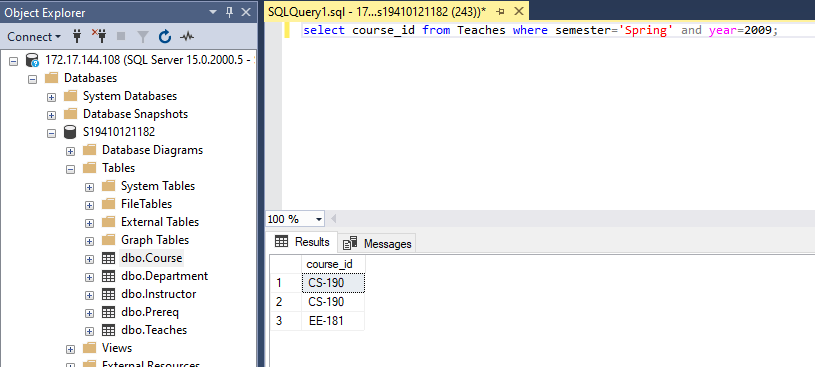 Object Explorer
Connect
172.17.144.108 (SQL Server 15.0.2000.5 -
Databases
System Databases
Database Snapshots
S19410121182
Database Diagrams
Tables
System Tables
FileTables
External Tables
Graph Tables
dbo.Course
dbo.Department
dbo.Instructor
dbo.Prereq
dbo.Teaches
Views
External Resources
SQLQuery1.sql - 17...s19410121182 (243))*
select course_id from Teaches where semester='Spring' and year=2009;
100 %
Results Messages
course_id
1 CS-190
2 CS-190
3 EE-181